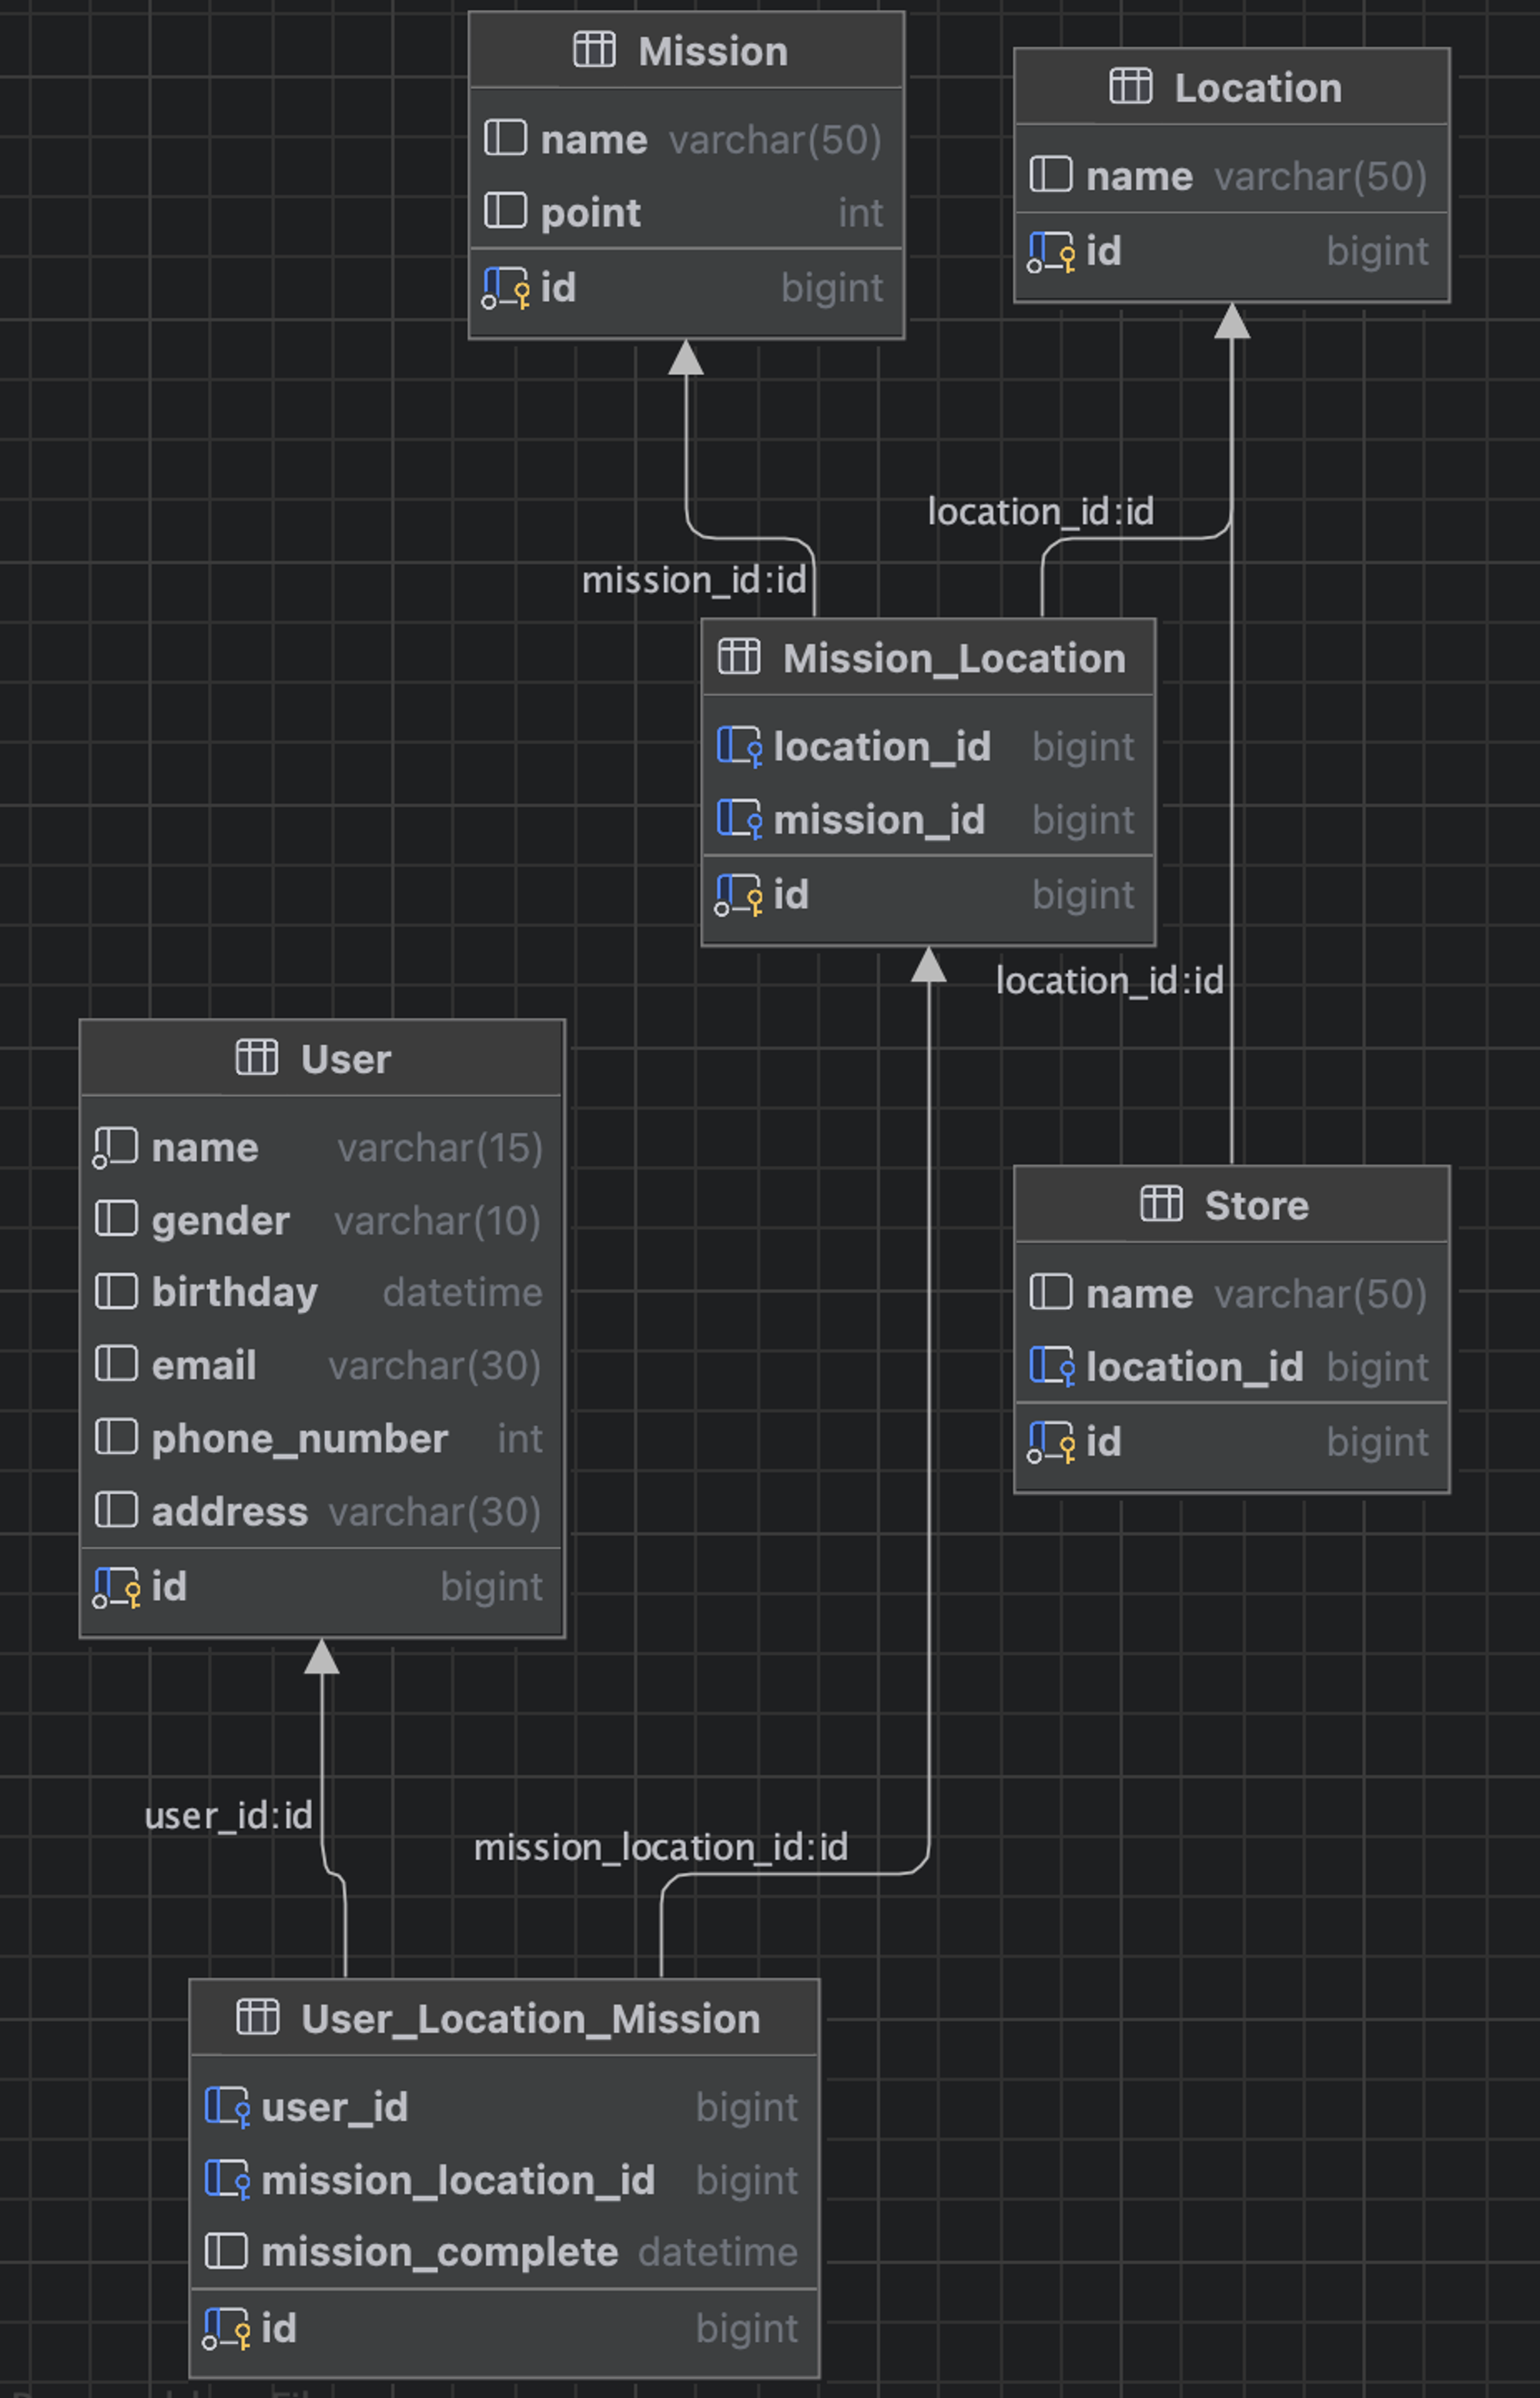 Mission
name varchar(50)
point int
id bigint
Location
name varchar(50)
id bigint
location_id:id
mission_id:id
Mission_Location
location_id bigint
mission_id bigint
id bigint
location_id:id
User
name varchar(15)
gender varchar(10)
birthday datetime
email varchar(30)
phone_number int
address varchar(30)
id bigint
Store
name varchar(50)
location_id bigint
id bigint
user_id:id
mission_location_id:id
User_Location_Mission
user_id bigint
mission_location_id bigint
mission_complete datetime
id bigint